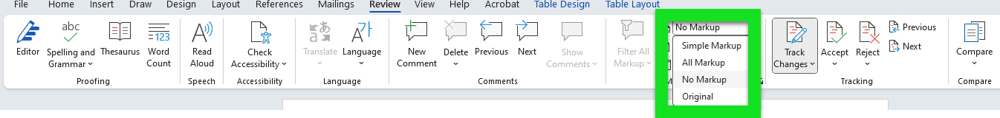 File Home Insert Draw Design Layout References Mailings Review View Help Acrobat Table Design Table Layout
Editor
Spelling and
Grammar
Thesaurus
Word
Count
Proofing
Read
Aloud
Speech
Check
Accessibility
Accessibility
Translate
Language
Language
New
Comment
Delete
Previous
Next
Show
Comments
Comments
Filter All
Markup
No Markup
Simple Markup
All Markup
No Markup
Original
Track
Changes
Accept
Reject
Previous
Next
Tracking
Compare
Compare
abc
123